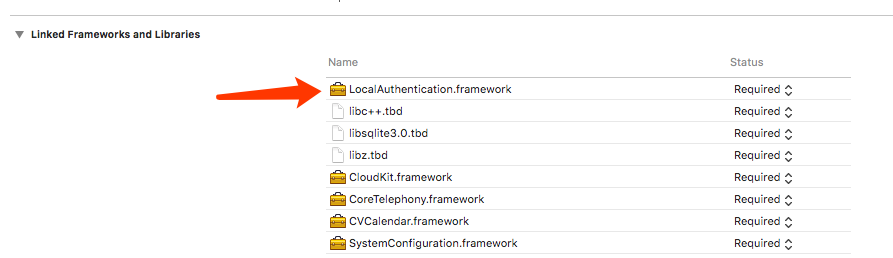 Linked Frameworks and Libraries
Name Status
LocalAuthentication.framework Required
libc++.tbd Required
libsqlite3.0.tbd Required
libz.tbd Required
CloudKit.framework Required
CoreTelephony.framework Required
CVCalendar.framework Required
SystemConfiguration.framework Required